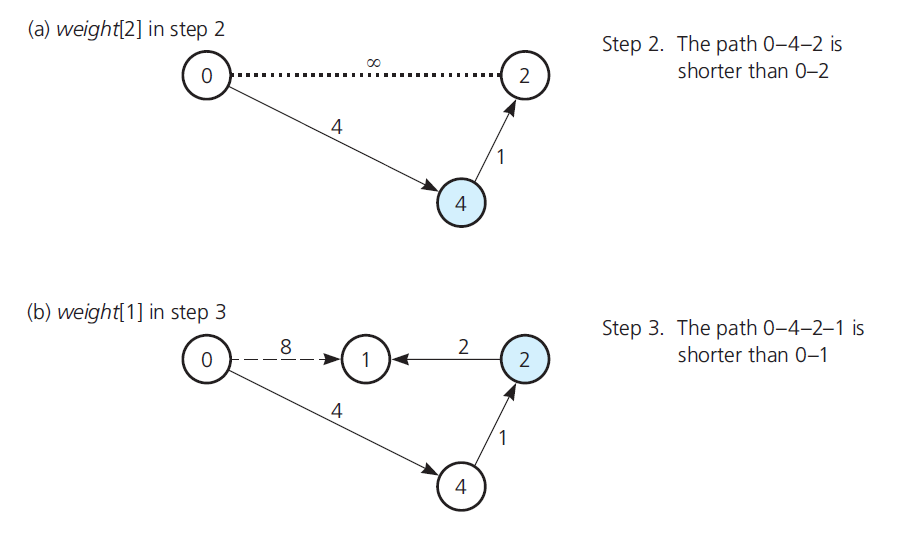 (a) weight[2] in step 2
Step 2. The path 0–4–2 is
shorter than 0–2
0
∞
2
4
1
4
(b) weight[1] in step 3
Step 3. The path 0–4–2–1 is
shorter than 0–1
0
8
1
2
2
4
1
4